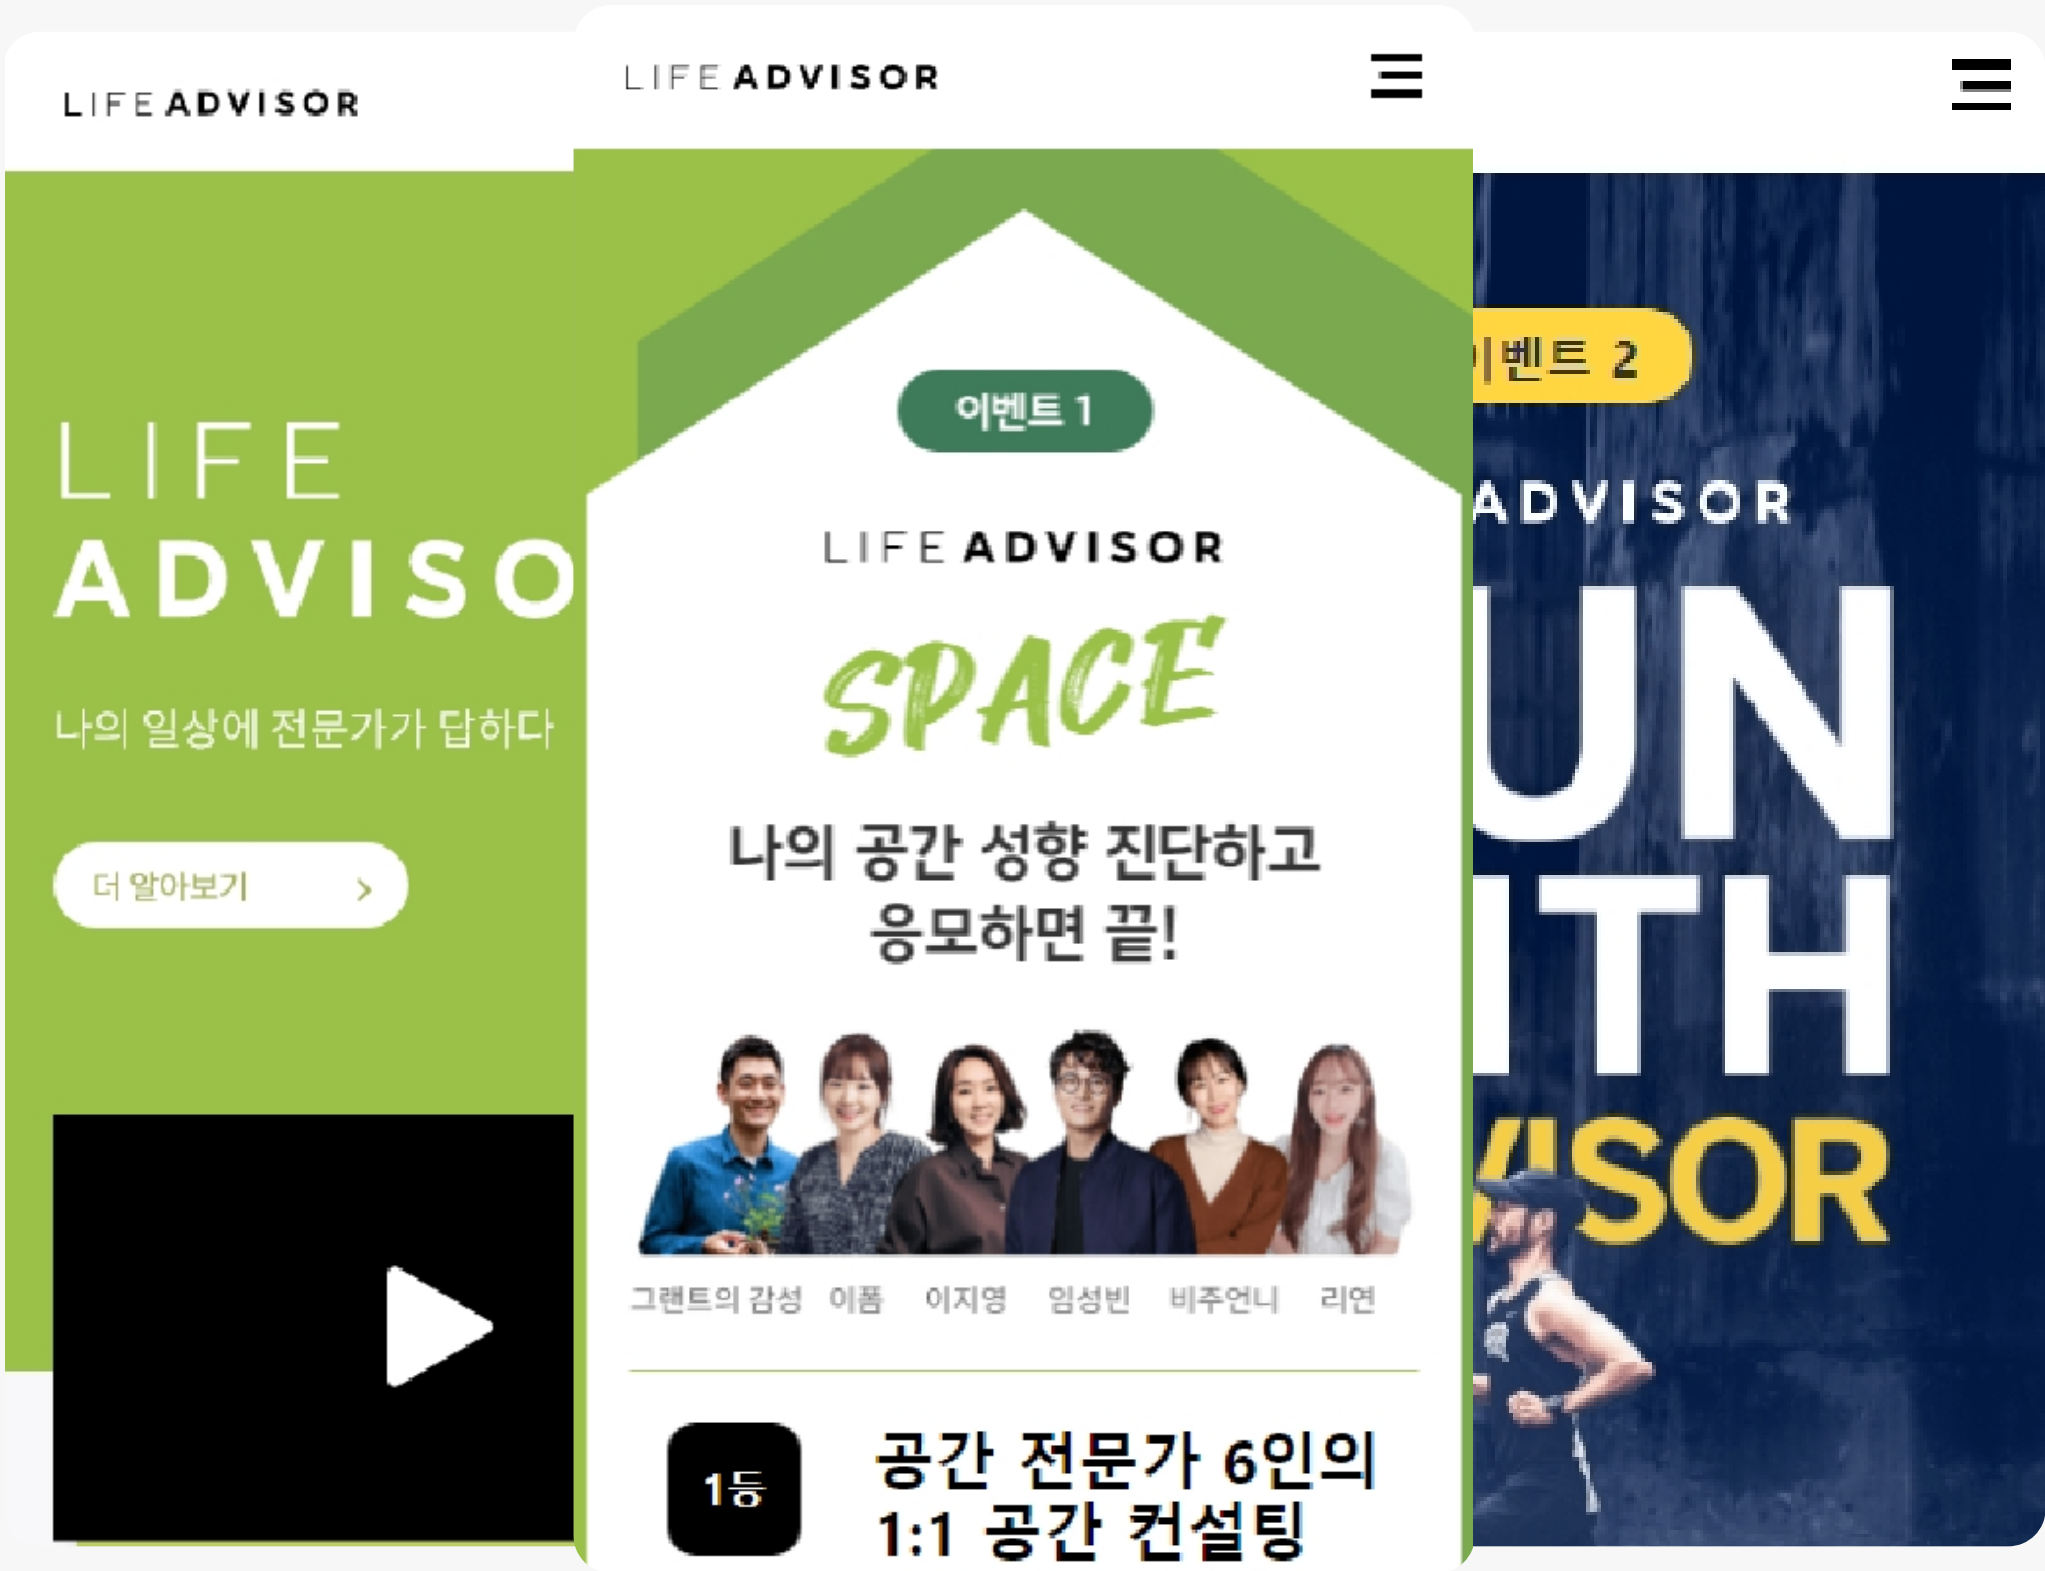 LIFE ADVISOR
LIFE
ADVISO
나의 일상에 전문가가 답하다
더 알아보기
LIFE ADVISOR
이벤트 1
LIFE ADVISOR
SPACE
나의 공간 성향 진단하고
응모하면 끝!
그랜트의 감성 이폼 이지영 임성빈 비주언니 리연
1등
공간 전문가 6인의
1:1 공간 컨설팅
이벤트 2
ADVISOR
UN
ITH
VISOR